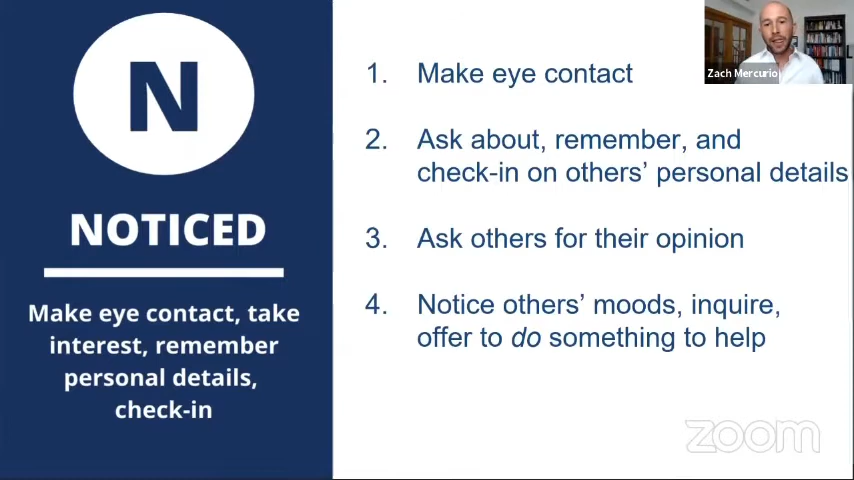 N
NOTICED
Make eye contact, take
interest, remember
personal details,
check-in
1. Make eye contact
2. Ask about, remember, and
check-in on others' personal details
3. Ask others for their opinion
4. Notice others' moods, inquire,
offer to do something to help
Zach Mercurio
zoom